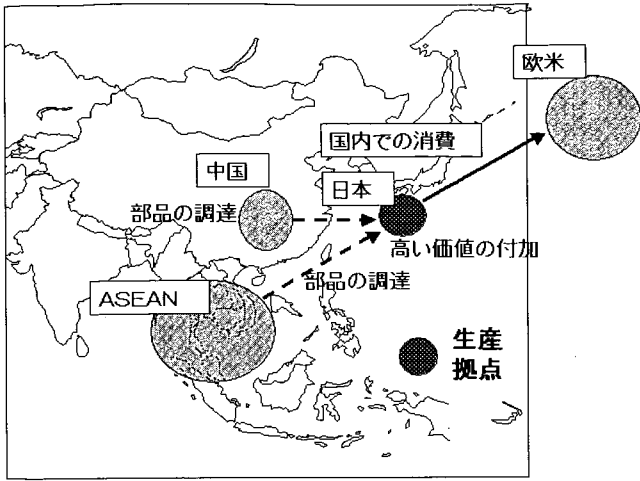 欧米
国内での消費
中国
日本
部品の調達
高い価値の付加
部品の調達
ASEAN
生産
拠点